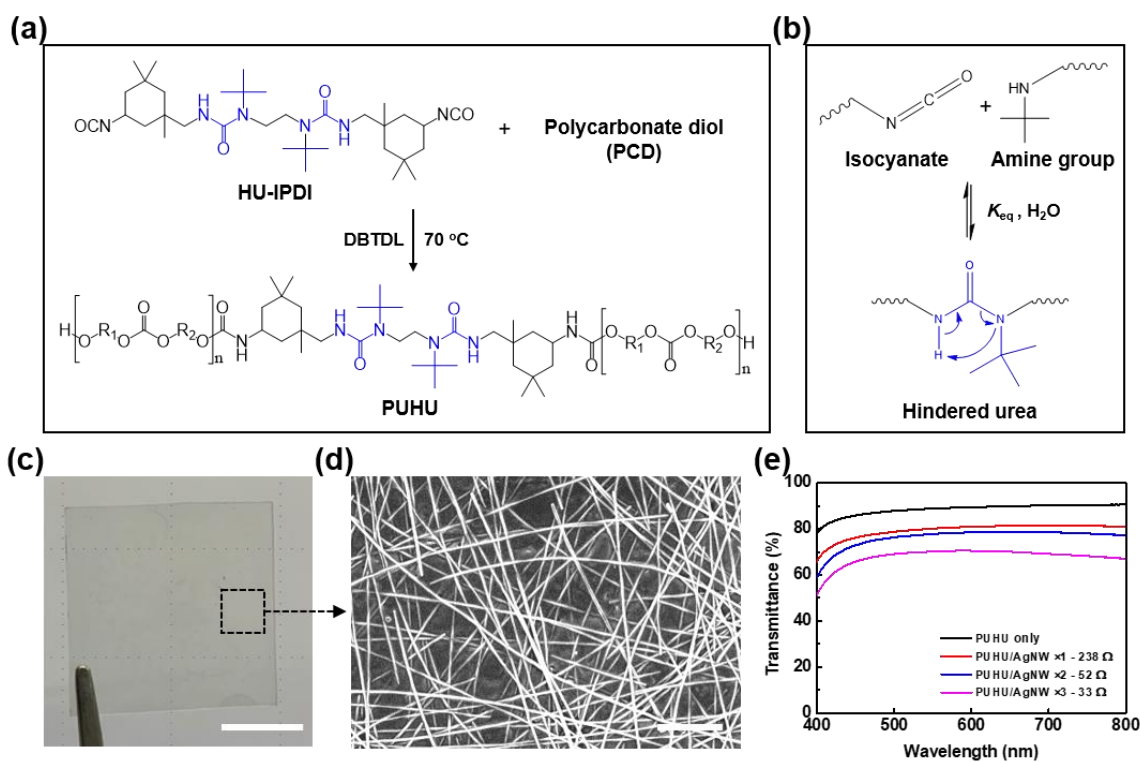 (a)
OCN
H
N
O
N
N
O
N
H
NCO
HU-IPDI
+
Polycarbonate diol
(PCD)
DBTDL
70 °C
H
O
R1
O
O
O
R2
O
n
O
N
H
H
N
O
N
N
O
N
H
H
N
O
O
R1
O
O
O
R2
O
H
n
PUHU
(b)
N
C
O
Isocyanate
+
HN
Amine group
Keq , H2O
O
N
H
N
Hindered urea
(c)
(d)
(e)
Transmittance (%)
100
80
60
40
20
0
PUHU only
PUHU/AgNW ×1 - 238 Ω
PUHU/AgNW ×2 - 52 Ω
PUHU/AgNW ×3 - 33 Ω
400 500 600 700 800
Wavelength (nm)